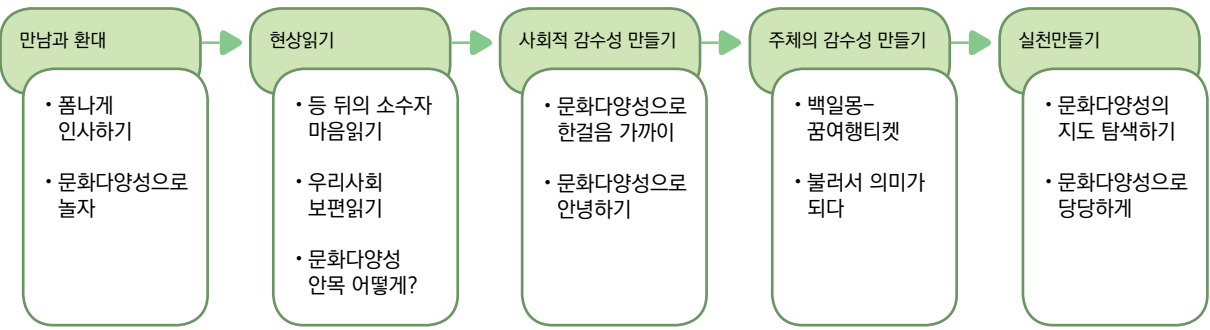 만남과 환대
• 폼나게
인사하기
• 문화다양성으로
놀자
현상읽기
• 등 뒤의 소수자
마음읽기
• 우리사회
보편읽기
• 문화다양성
안목 어떻게?
사회적 감수성 만들기
• 문화다양성으로
한걸음 가까이
• 문화다양성으로
안녕하기
주체의 감수성 만들기
• 백일몽–
꿈여행티켓
• 불러서 의미가
되다
실천만들기
• 문화다양성의
지도 탐색하기
• 문화다양성으로
당당하게